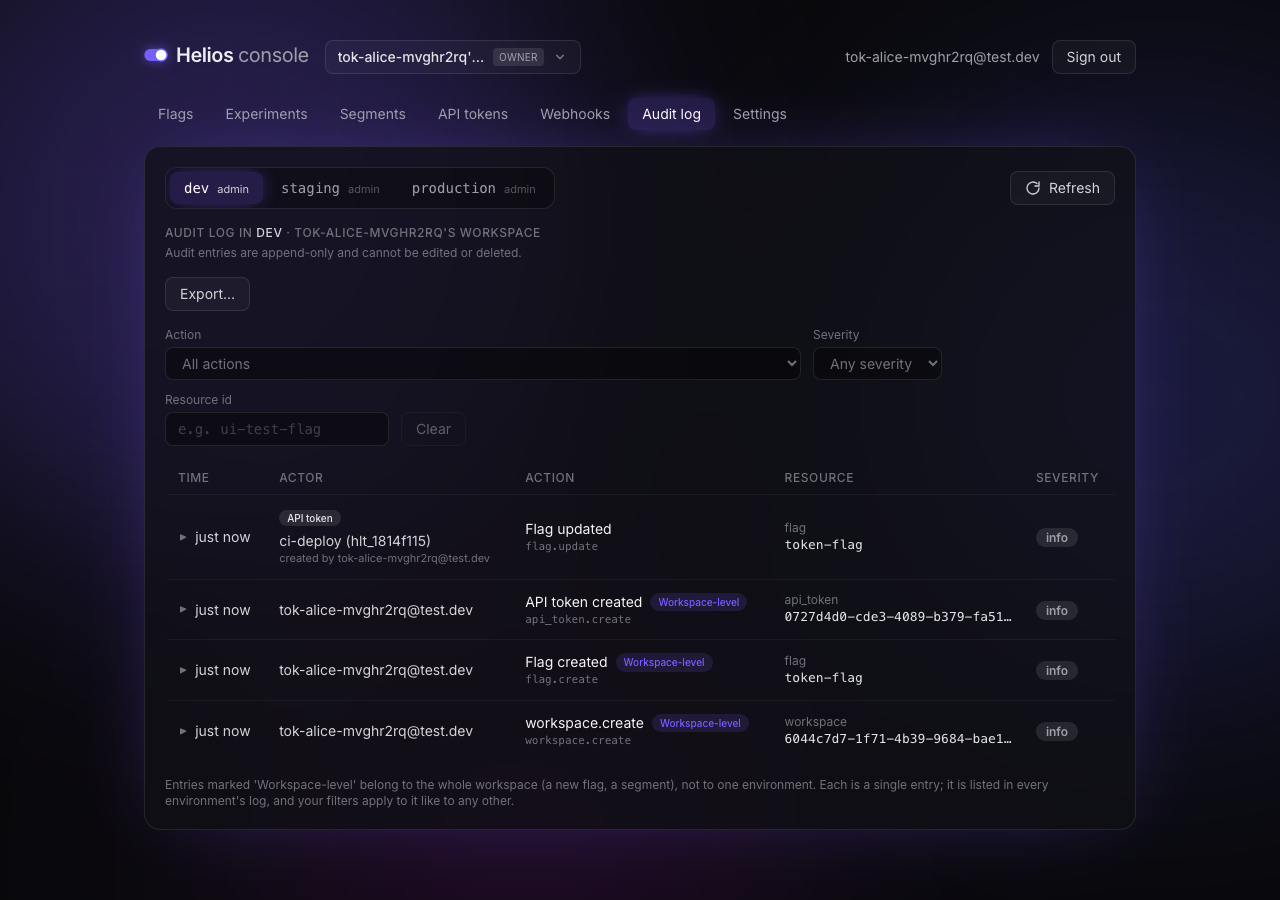 Helios console tok-alice-mvghr2rq'... OWNER tok-alice-mvghr2rq@test.dev Sign out
Flags Experiments Segments API tokens Webhooks Audit log Settings
dev admin staging admin production admin Refresh
AUDIT LOG IN DEV · TOK-ALICE-MVGHR2RQ'S WORKSPACE
Audit entries are append-only and cannot be edited or deleted.
Export...
Action Severity
All actions Any severity
Resource id
e.g. ui-test-flag Clear
TIME ACTOR ACTION RESOURCE SEVERITY
API token
just now ci-deploy (hlt_1814f115) Flag updated flag info
created by tok-alice-mvghr2rq@test.dev flag.update token-flag
just now tok-alice-mvghr2rq@test.dev API token created Workspace-level api_token info
api_token.create 0727d4d0-cde3-4089-b379-fa51…
just now tok-alice-mvghr2rq@test.dev Flag created Workspace-level flag info
flag.create token-flag
just now tok-alice-mvghr2rq@test.dev workspace.create Workspace-level workspace info
workspace.create 6044c7d7-1f71-4b39-9684-bae1…
Entries marked 'Workspace-level' belong to the whole workspace (a new flag, a segment), not to one environment. Each is a single entry; it is listed in every
environment's log, and your filters apply to it like to any other.